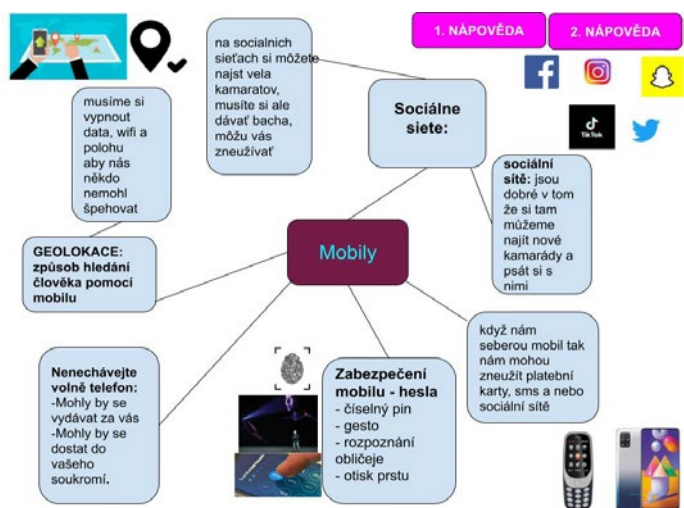 1. NÁPOVĚDA
2. NÁPOVĚDA
na socialnich
sieťach si môžete
najst vela
kamaratov,
musíte si ale
dávať bacha,
môžu vás
zneužívať
Sociálne
siete:
TikTok
musíme si
vypnout
data, wifi a
polohu
aby nás
někdo
nemohl
špehovat
sociální
sítě: jsou
dobré v tom
že si tam
můžeme
najít nové
kamarády a
psát si s
nimi
GEOLOKACE:
způsob hledání
člověka pomocí
mobilu
Mobily
když nám
seberou mobil tak
nám mohou
zneužít platební
karty, sms a nebo
sociální sítě
Nenechávejte
volně telefon:
-Mohly by se
vydávat za vás
-Mohly by se
dostat do
vašeho
soukromí.
Zabezpečení
mobilu - hesla
- číselný pin
- gesto
- rozpoznání
obličeje
- otisk prstu